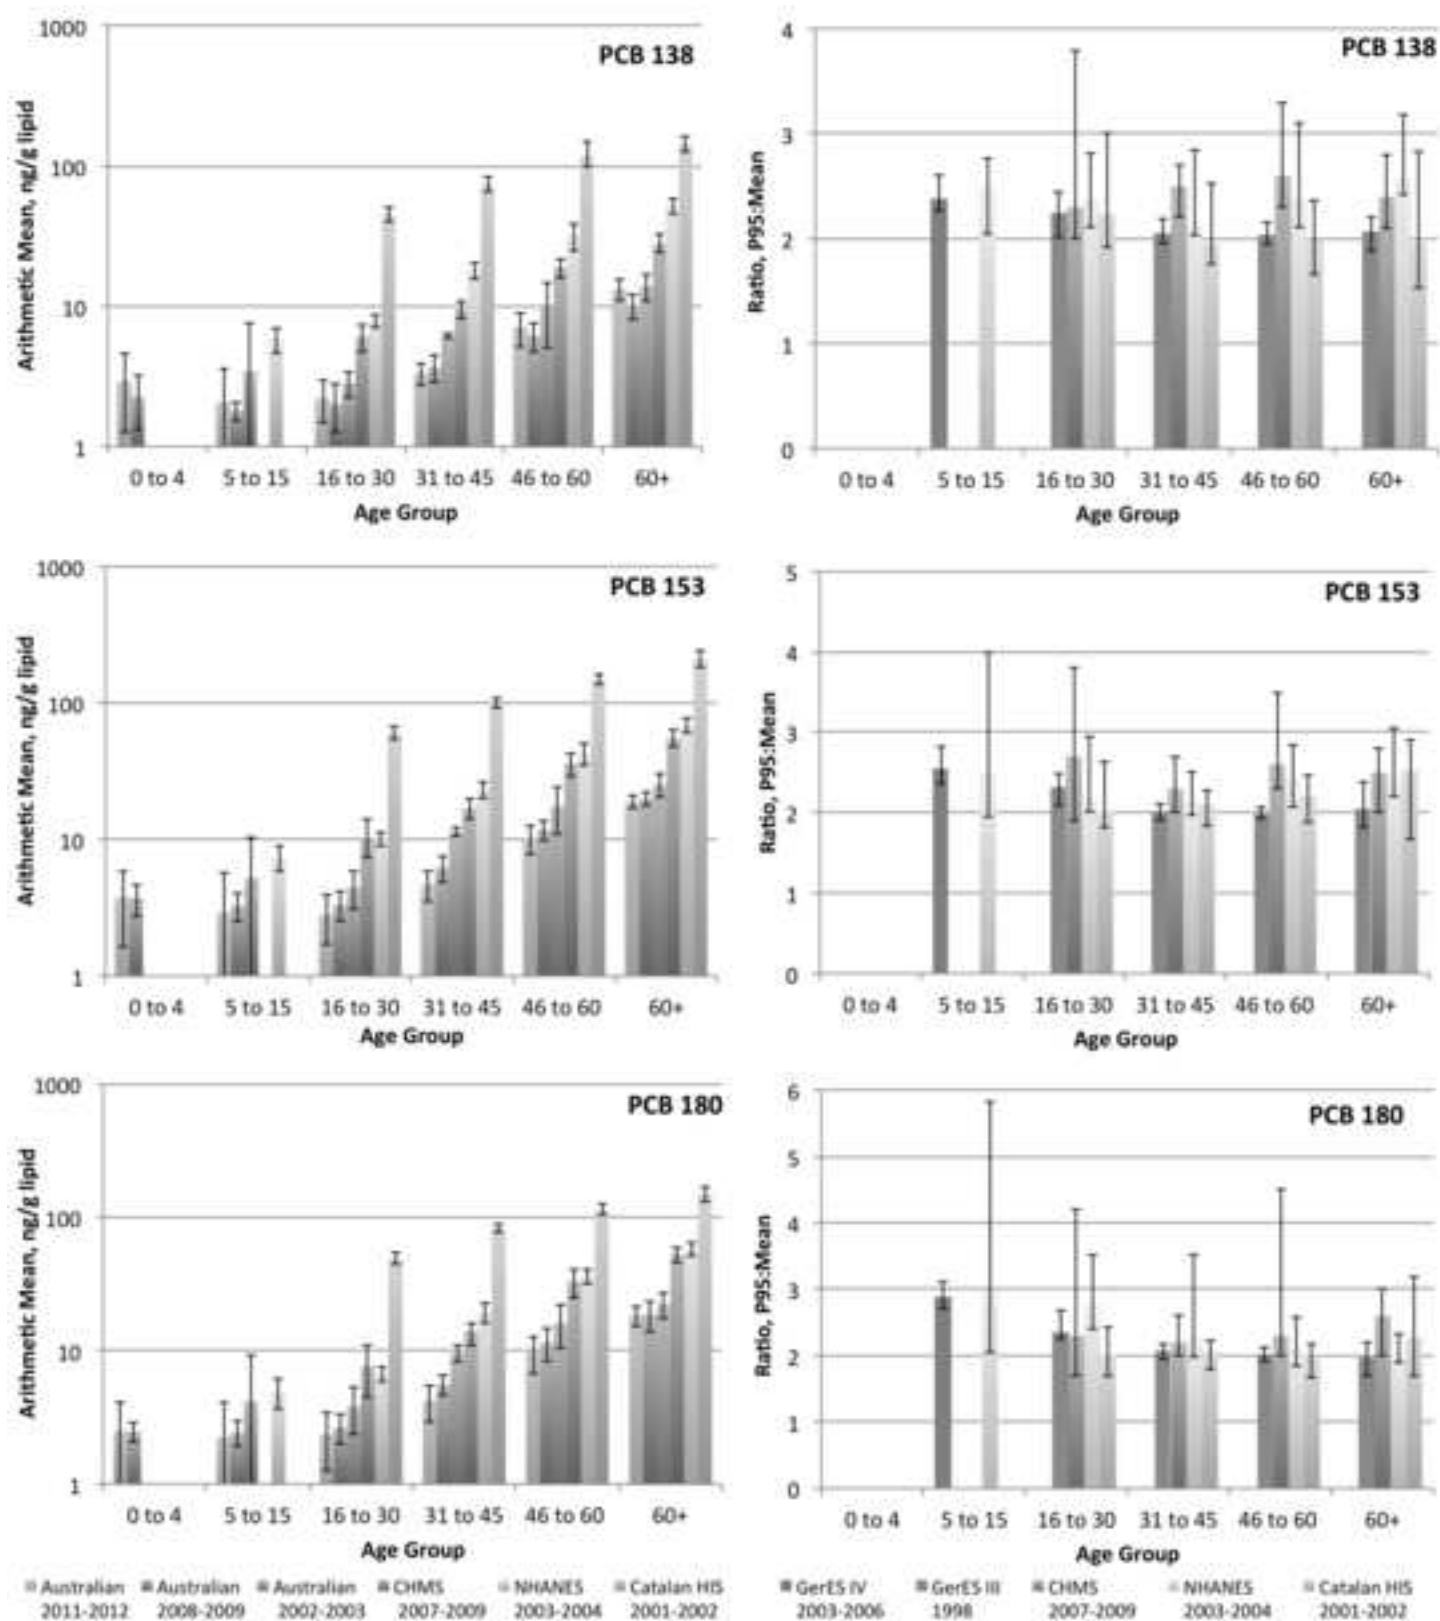 PCB 138
1000
100
10
1
Arithmetic Mean, ng/g lipid
0 to 4 5 to 15 16 to 30 31 to 45 46 to 60 60+
Age Group
PCB 138
4
3
2
1
0
Ratio, P95:Mean
0 to 4 5 to 15 16 to 30 31 to 45 46 to 60 60+
Age Group
PCB 153
1000
100
10
1
Arithmetic Mean, ng/g lipid
0 to 4 5 to 15 16 to 30 31 to 45 46 to 60 60+
Age Group
PCB 153
5
4
3
2
1
0
Ratio, P95:Mean
0 to 4 5 to 15 16 to 30 31 to 45 46 to 60 60+
Age Group
PCB 180
1000
100
10
1
Arithmetic Mean, ng/g lipid
0 to 4 5 to 15 16 to 30 31 to 45 46 to 60 60+
Age Group
PCB 180
6
5
4
3
2
1
0
Ratio, P95:Mean
0 to 4 5 to 15 16 to 30 31 to 45 46 to 60 60+
Age Group
Australian Australian Australian CHMS NHANES Catalan HIS
2011-2012 2008-2009 2002-2003 2007-2009 2003-2004 2001-2002
GerES IV GerES III CHMS NHANES Catalan HIS
2003-2006 1998 2007-2009 2003-2004 2001-2002